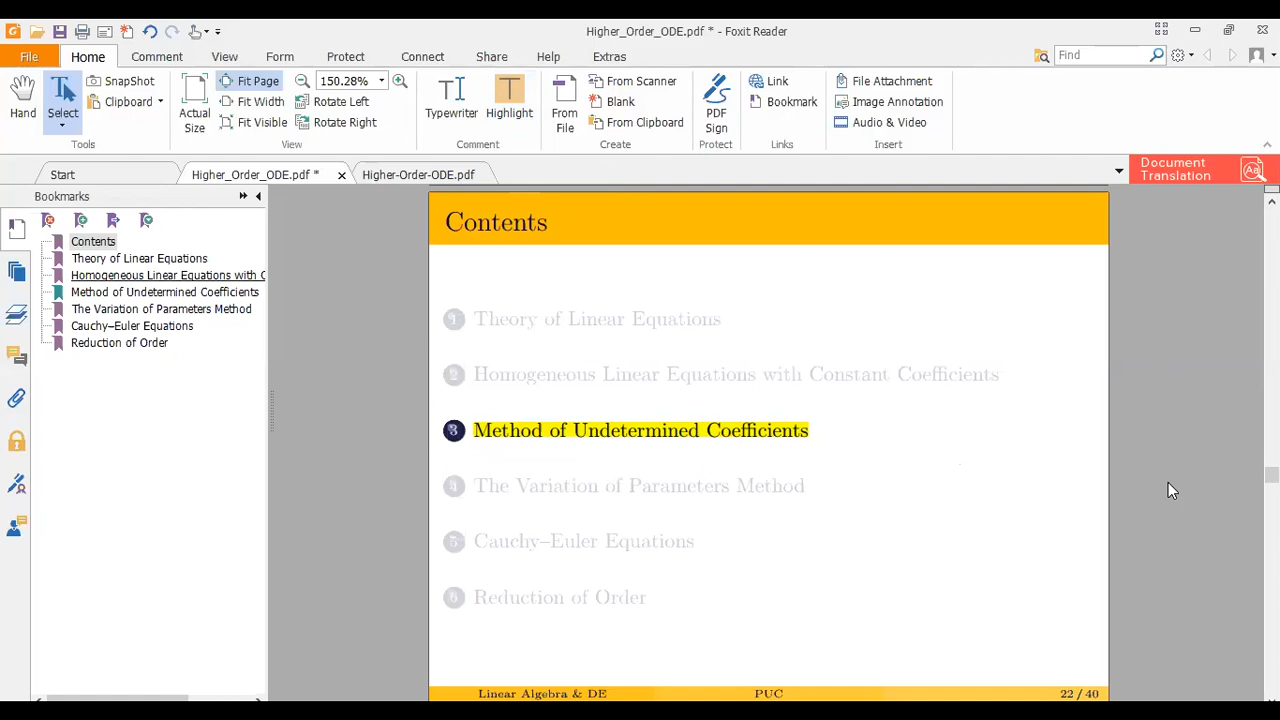 Higher_Order_ODE.pdf * - Foxit Reader
File
Home
Comment
View
Form
Protect
Connect
Share
Help
Extras
Find
Hand
Select
SnapShot
Clipboard
Tools
Actual
Size
Fit Page
Fit Width
Fit Visible
150.28%
Rotate Left
Rotate Right
View
Typewriter
Highlight
Comment
From
File
From Scanner
Blank
From Clipboard
Create
PDF
Sign
Protect
Link
Bookmark
Links
File Attachment
Image Annotation
Audio & Video
Insert
Start
Higher_Order_ODE.pdf *
Higher-Order-ODE.pdf
Document
Translation
Bookmarks
Contents
Theory of Linear Equations
Homogeneous Linear Equations with C
Method of Undetermined Coefficients
The Variation of Parameters Method
Cauchy–Euler Equations
Reduction of Order
Contents
1 Theory of Linear Equations
2 Homogeneous Linear Equations with Constant Coefficients
3 Method of Undetermined Coefficients
4 The Variation of Parameters Method
5 Cauchy–Euler Equations
6 Reduction of Order
Linear Algebra & DE
PUC
22 / 40